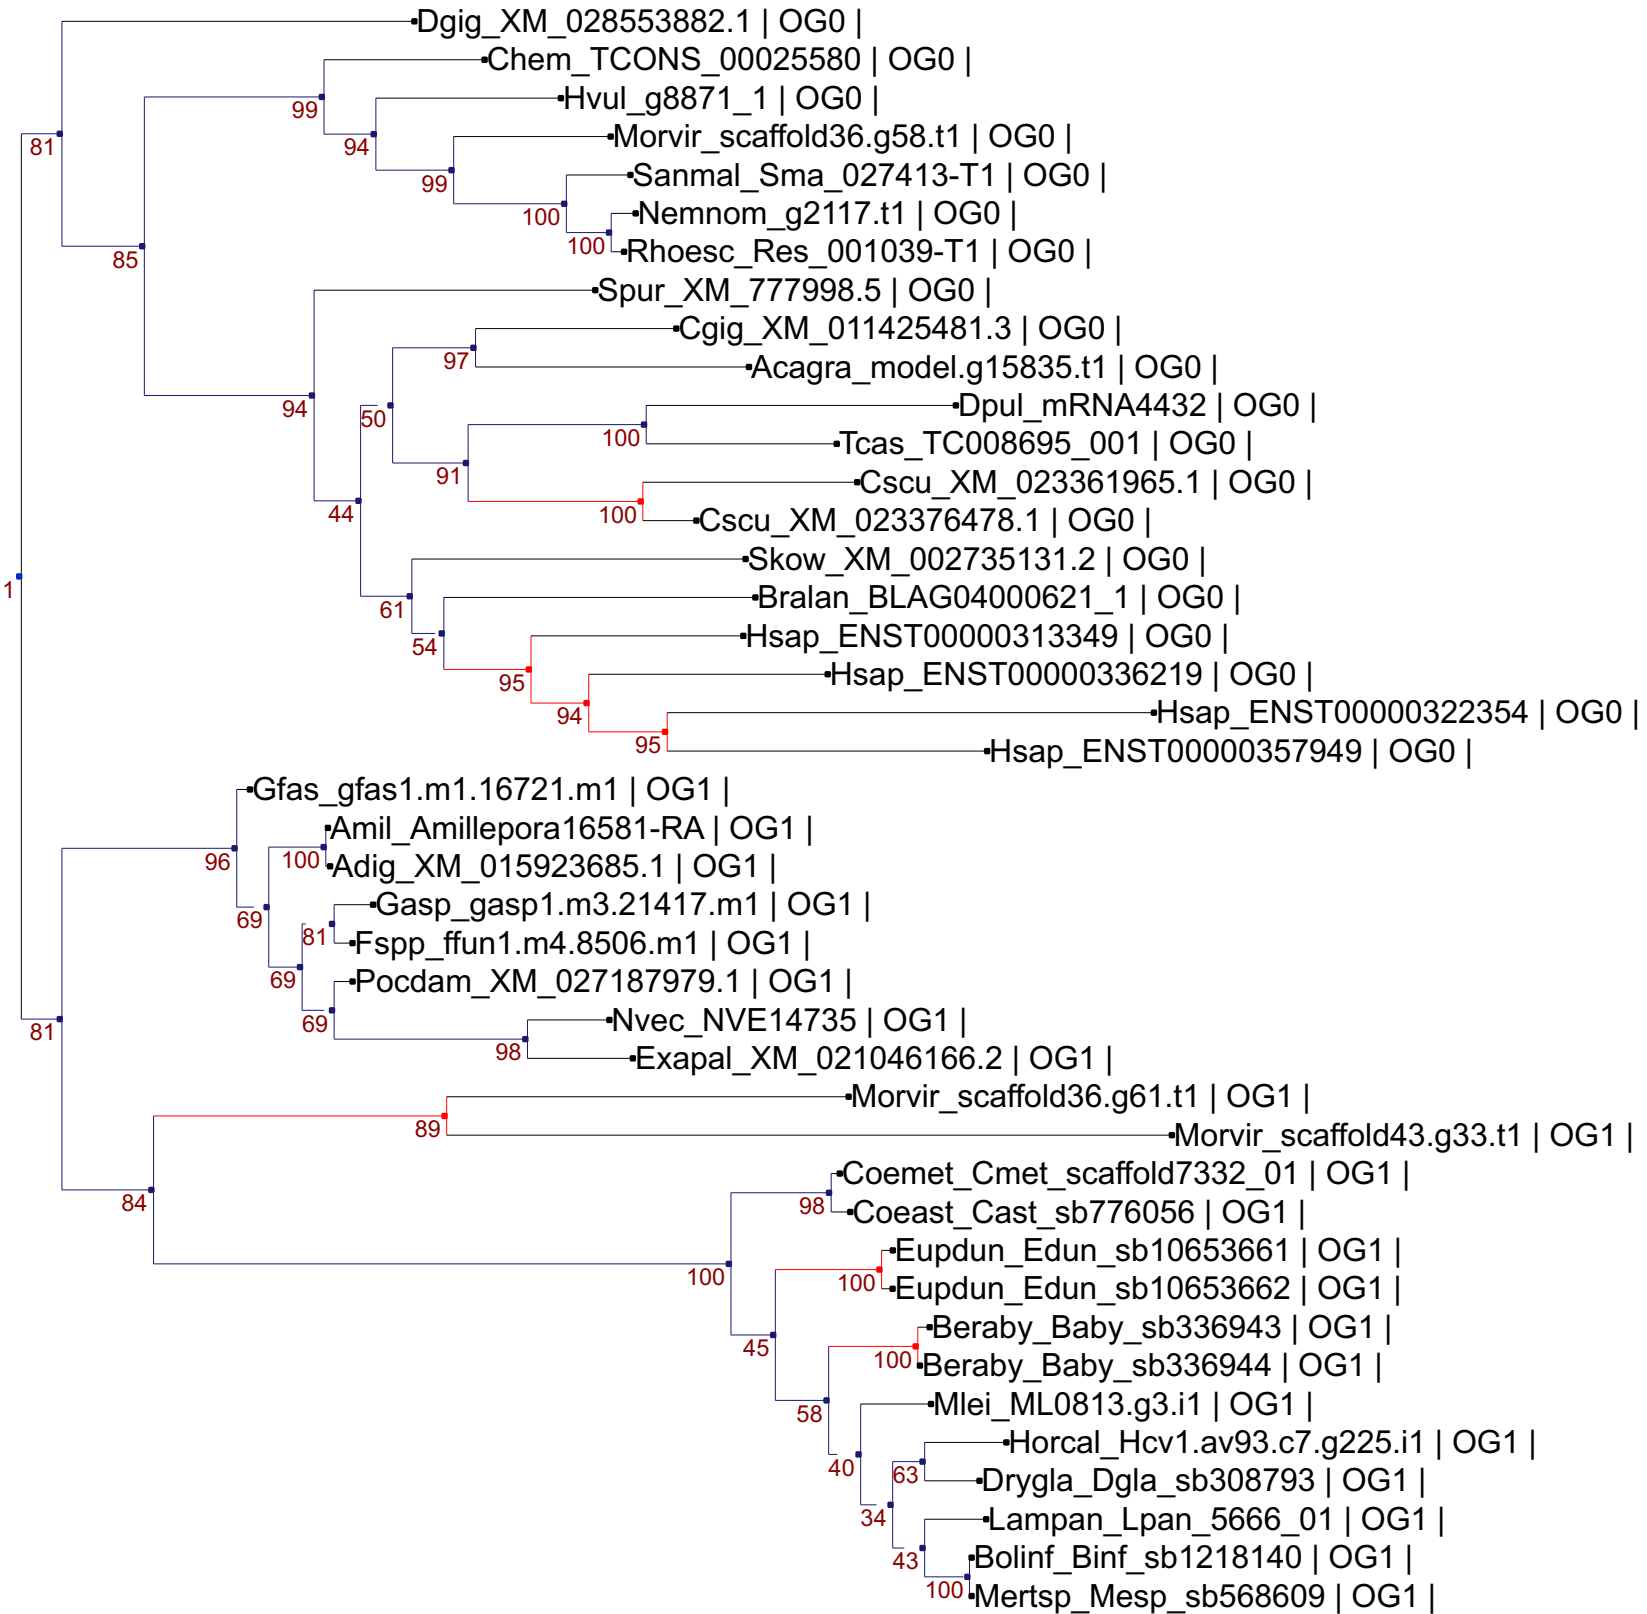 Dgig_XM_028553882.1 | OG0 |
Chem_TCONS_00025580 | OG0 |
99
Hvul_g8871_1 | OG0 |
81
94
Morvir_scaffold36.g58.t1 | OG0 |
99
Sanmal_Sma_027413-T1 | OG0 |
100
Nemnom_g2117.t1 | OG0 |
100
Rhoesc_Res_001039-T1 | OG0 |
85
Spur_XM_777998.5 | OG0 |
Cgig_XM_011425481.3 | OG0 |
97
Acagra_model.g15835.t1 | OG0 |
94
50
Dpul_mRNA4432 | OG0 |
100
Tcas_TC008695_001 | OG0 |
91
Cscu_XM_023361965.1 | OG0 |
44
100
Cscu_XM_023376478.1 | OG0 |
Skow_XM_002735131.2 | OG0 |
1
61
Bralan_BLAG04000621_1 | OG0 |
54
Hsap_ENST00000313349 | OG0 |
95
Hsap_ENST00000336219 | OG0 |
94
Hsap_ENST00000322354 | OG0 |
95
Hsap_ENST00000357949 | OG0 |
Gfas_gfas1.m1.16721.m1 | OG1 |
Amil_Amillepora16581-RA | OG1 |
96
100
Adig_XM_015923685.1 | OG1 |
69
Gasp_gasp1.m3.21417.m1 | OG1 |
81
Fspp_ffun1.m4.8506.m1 | OG1 |
69
Pocdam_XM_027187979.1 | OG1 |
81
69
Nvec_NVE14735 | OG1 |
98
Exapal_XM_021046166.2 | OG1 |
Morvir_scaffold36.g61.t1 | OG1 |
89
Morvir_scaffold43.g33.t1 | OG1 |
84
Coemet_Cmet_scaffold7332_01 | OG1 |
98
Coeast_Cast_sb776056 | OG1 |
100
Eupdun_Edun_sb10653661 | OG1 |
100
Eupdun_Edun_sb10653662 | OG1 |
45
Beraby_Baby_sb336943 | OG1 |
100
Beraby_Baby_sb336944 | OG1 |
58
Mlei_ML0813.g3.i1 | OG1 |
40
Horcal_Hcv1.av93.c7.g225.i1 | OG1 |
63
Drygla_Dgla_sb308793 | OG1 |
34
Lampan_Lpan_5666_01 | OG1 |
43
Bolinf_Binf_sb1218140 | OG1 |
100
Mertsp_Mesp_sb568609 | OG1 |